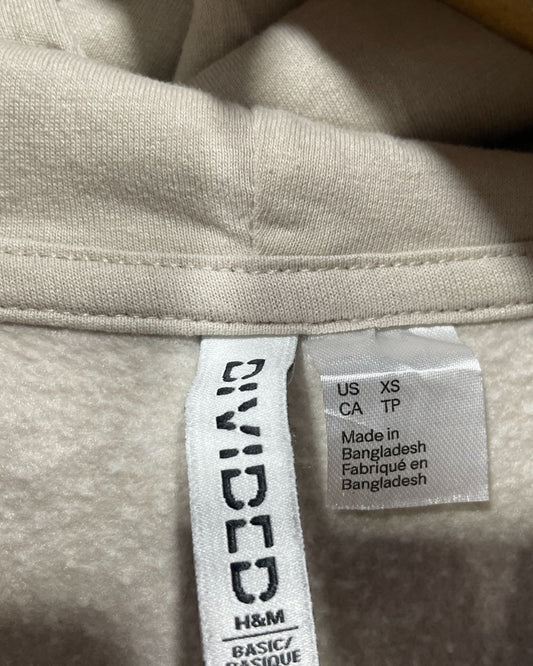 DIVIDED
H&M
BASIC/
BASIQUE
US XS
CA TP
Made in
Bangladesh
Fabriqué en
Bangladesh